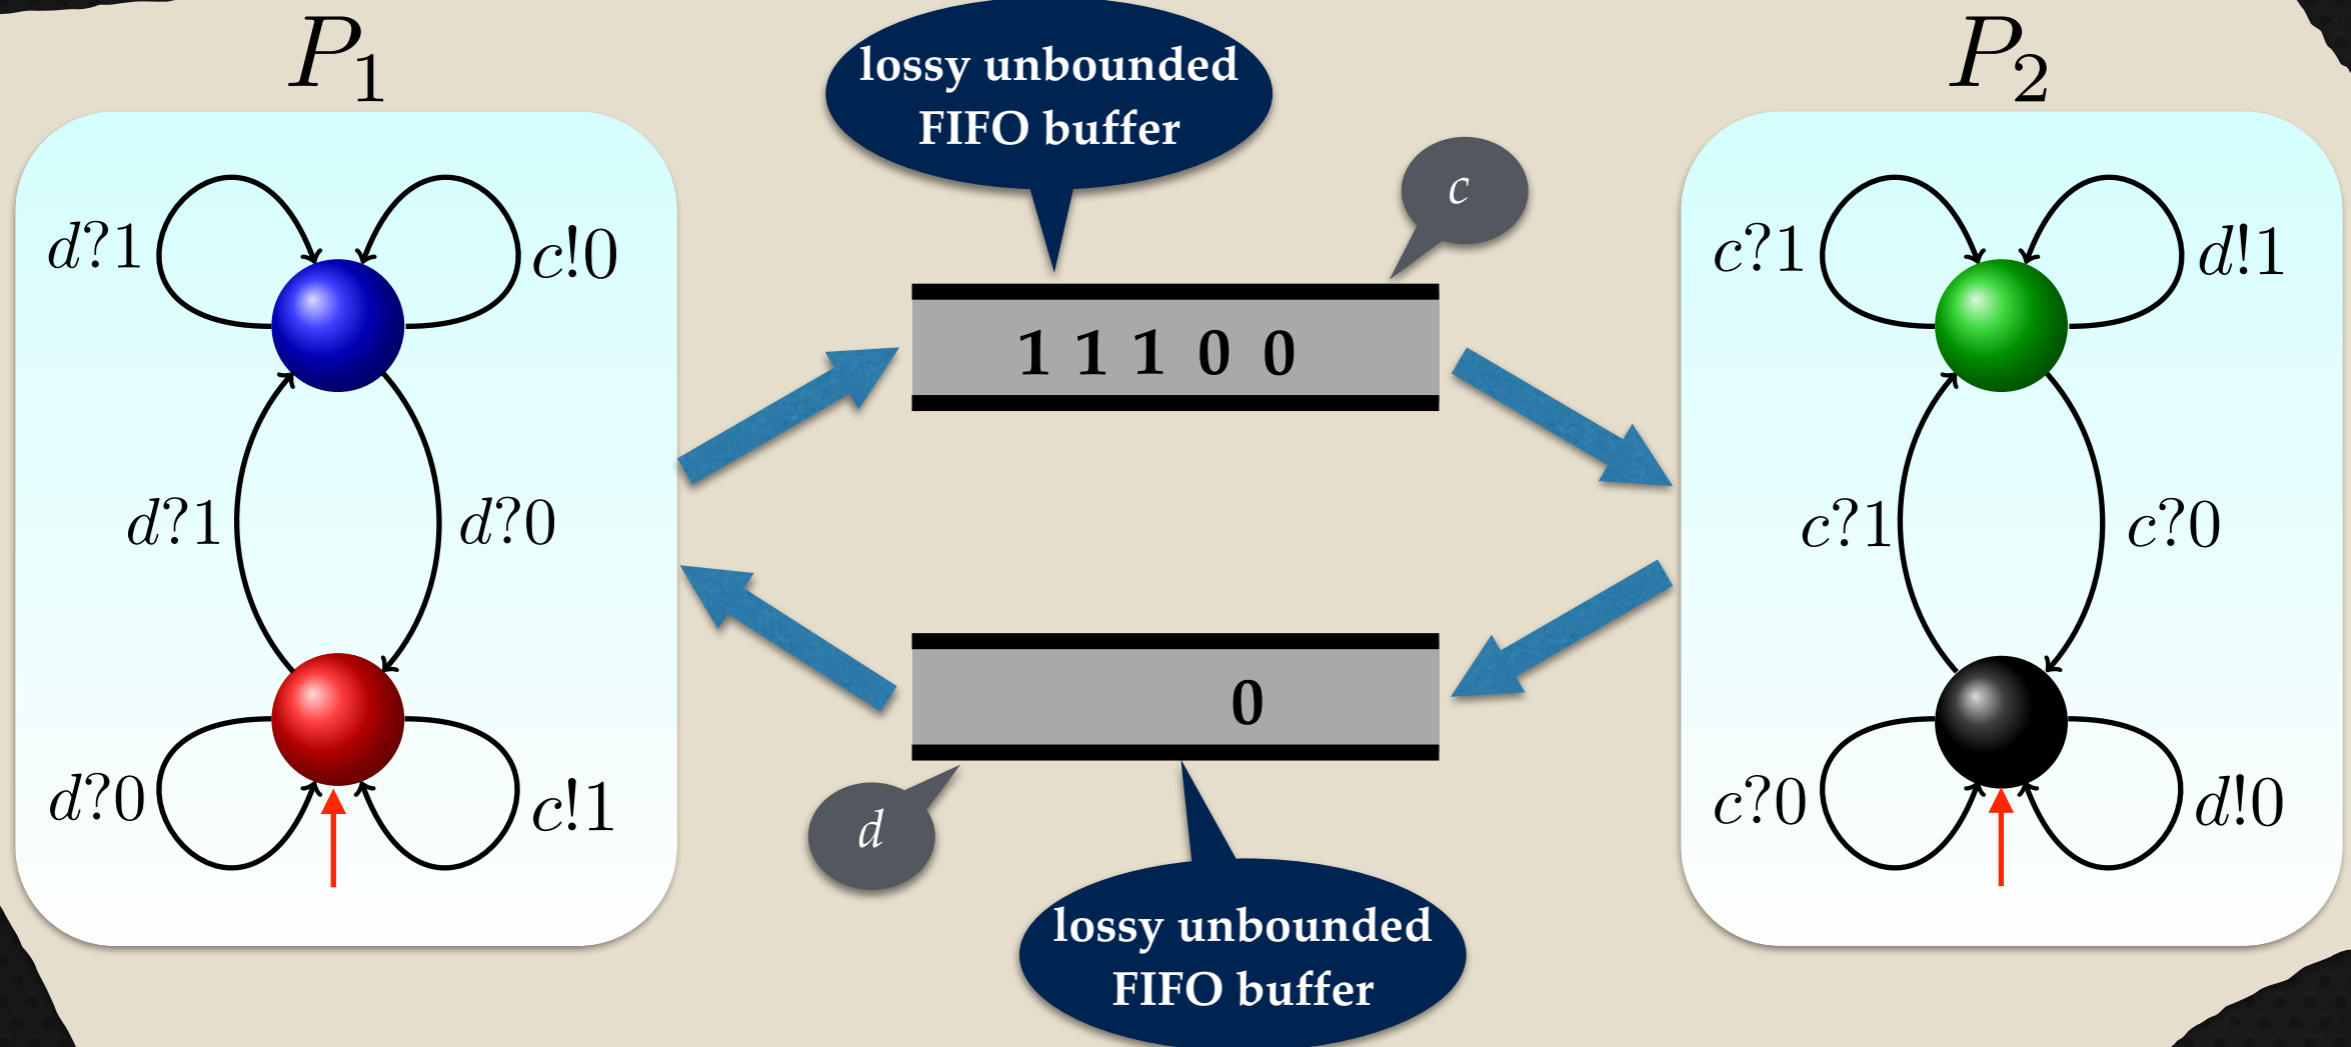 P₁
lossy unbounded
FIFO buffer
P₂
c
d?1
c!0
c?1
d!1
1 1 1 0 0
d?1
d?0
c?1
c?0
0
d?0
c!1
d
c?0
d!0
lossy unbounded
FIFO buffer